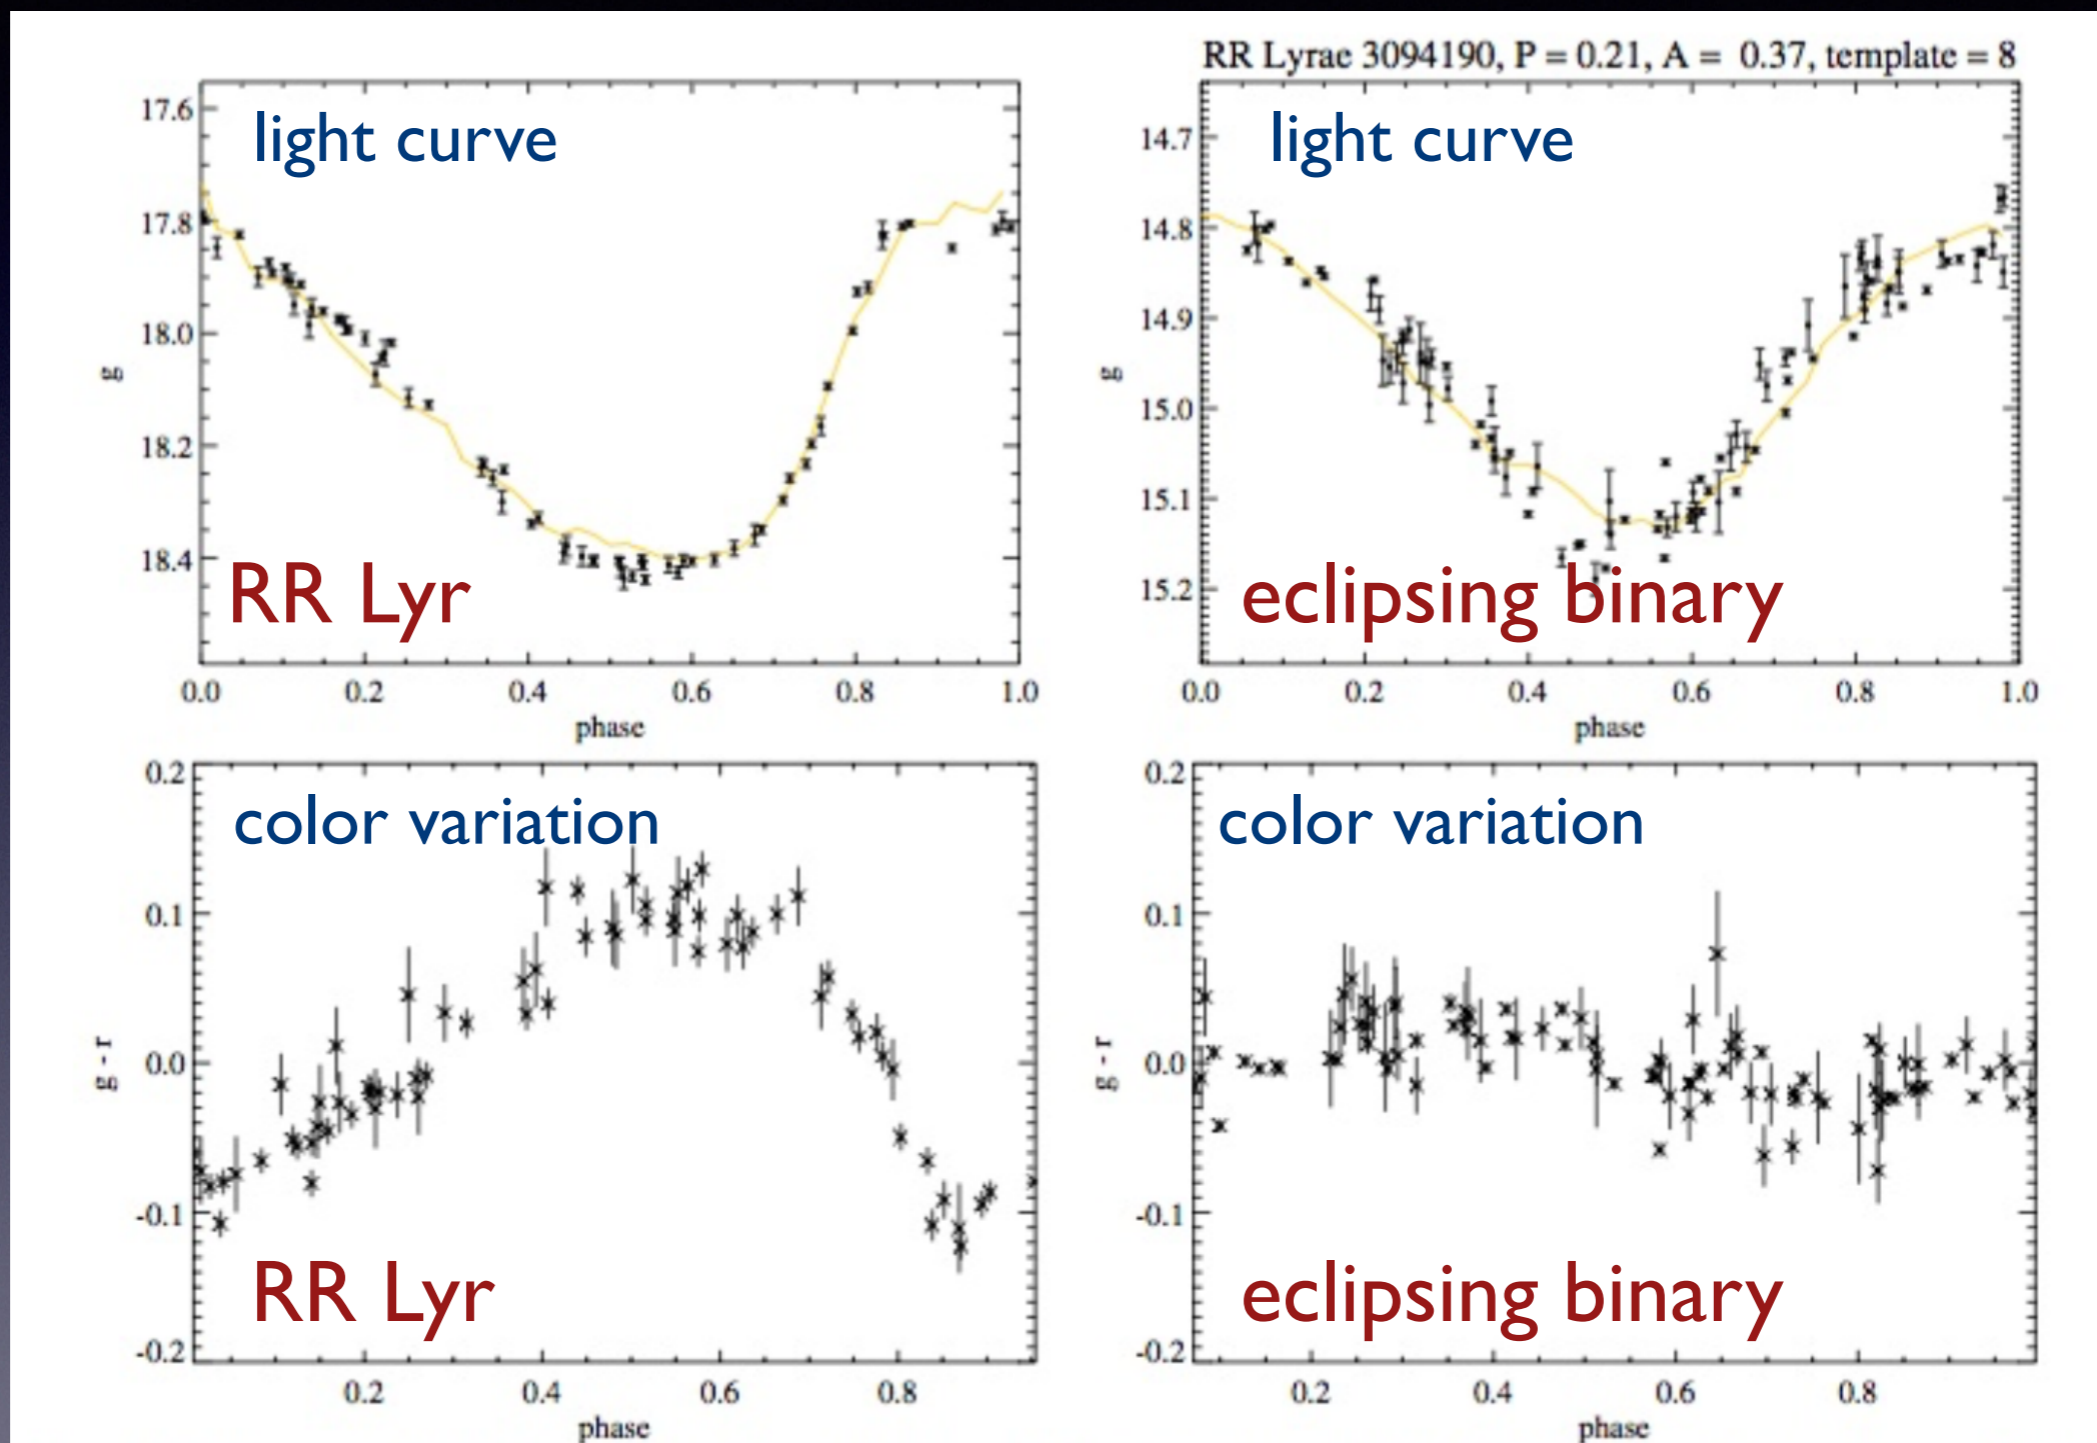 RR Lyrae 3094190, P = 0.21, A = 0.37, template = 8
light curve
17.6
17.8
18.0
18.2
18.4
g
RR Lyr
0.0 0.2 0.4 0.6 0.8 1.0
phase
light curve
14.7
14.8
14.9
15.0
15.1
15.2
g
eclipsing binary
0.0 0.2 0.4 0.6 0.8 1.0
phase
color variation
0.2
0.1
0.0
-0.1
-0.2
g - r
RR Lyr
0.2 0.4 0.6 0.8
phase
color variation
0.2
0.1
0.0
-0.1
-0.2
g - r
eclipsing binary
0.2 0.4 0.6 0.8
phase